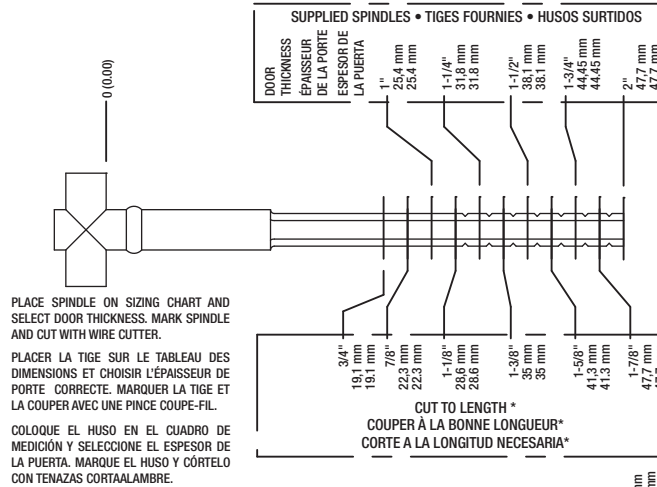 SUPPLIED SPINDLES • TIGES FOURNIES • HUSOS SURTIDOS
DOOR
THICKNESS
ÉPAISSEUR
DE LA PORTE
ESPESOR DE
LA PUERTA
1"
25,4 mm
25.4 mm
1-1/4"
31,8 mm
31.8 mm
1-1/2"
38,1 mm
38.1 mm
1-3/4"
44,45 mm
44.45 mm
2"
47,7 mm
47.7 mm
0 (0.00)
PLACE SPINDLE ON SIZING CHART AND
SELECT DOOR THICKNESS. MARK SPINDLE
AND CUT WITH WIRE CUTTER.
PLACER LA TIGE SUR LE TABLEAU DES
DIMENSIONS ET CHOISIR L'ÉPAISSEUR DE
PORTE CORRECTE. MARQUER LA TIGE ET
LA COUPER AVEC UNE PINCE COUPE-FIL.
COLOQUE EL HUSO EN EL CUADRO DE
MEDICIÓN Y SELECCIONE EL ESPESOR DE
LA PUERTA. MARQUE EL HUSO Y CÓRTELO
CON TENAZAS CORTAALAMBRE.
3/4"
19,1 mm
19.1 mm
7/8"
22,3 mm
22.3 mm
1-1/8"
28,6 mm
28.6 mm
1-3/8"
35 mm
35 mm
1-5/8"
41,3 mm
41.3 mm
1-7/8"
47,7 mm
CUT TO LENGTH *
COUPER À LA BONNE LONGUEUR*
CORTE A LA LONGITUD NECESARIA*
mm
mm